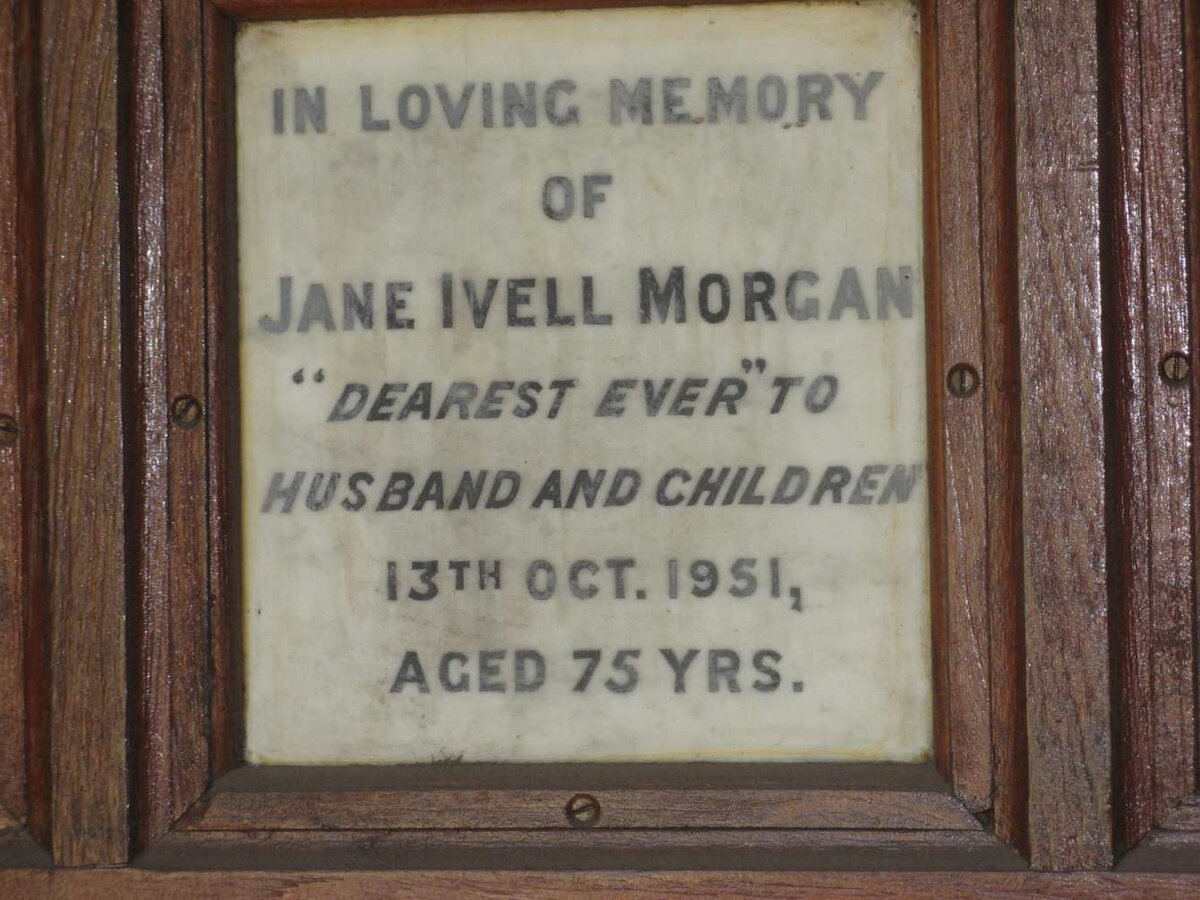 IN LOVING MEMORY
OF
JANE IVELL MORGAN
"DEAREST EVER" TO
HUSBAND AND CHILDREN
13TH OCT. 1951,
AGED 75 YRS.